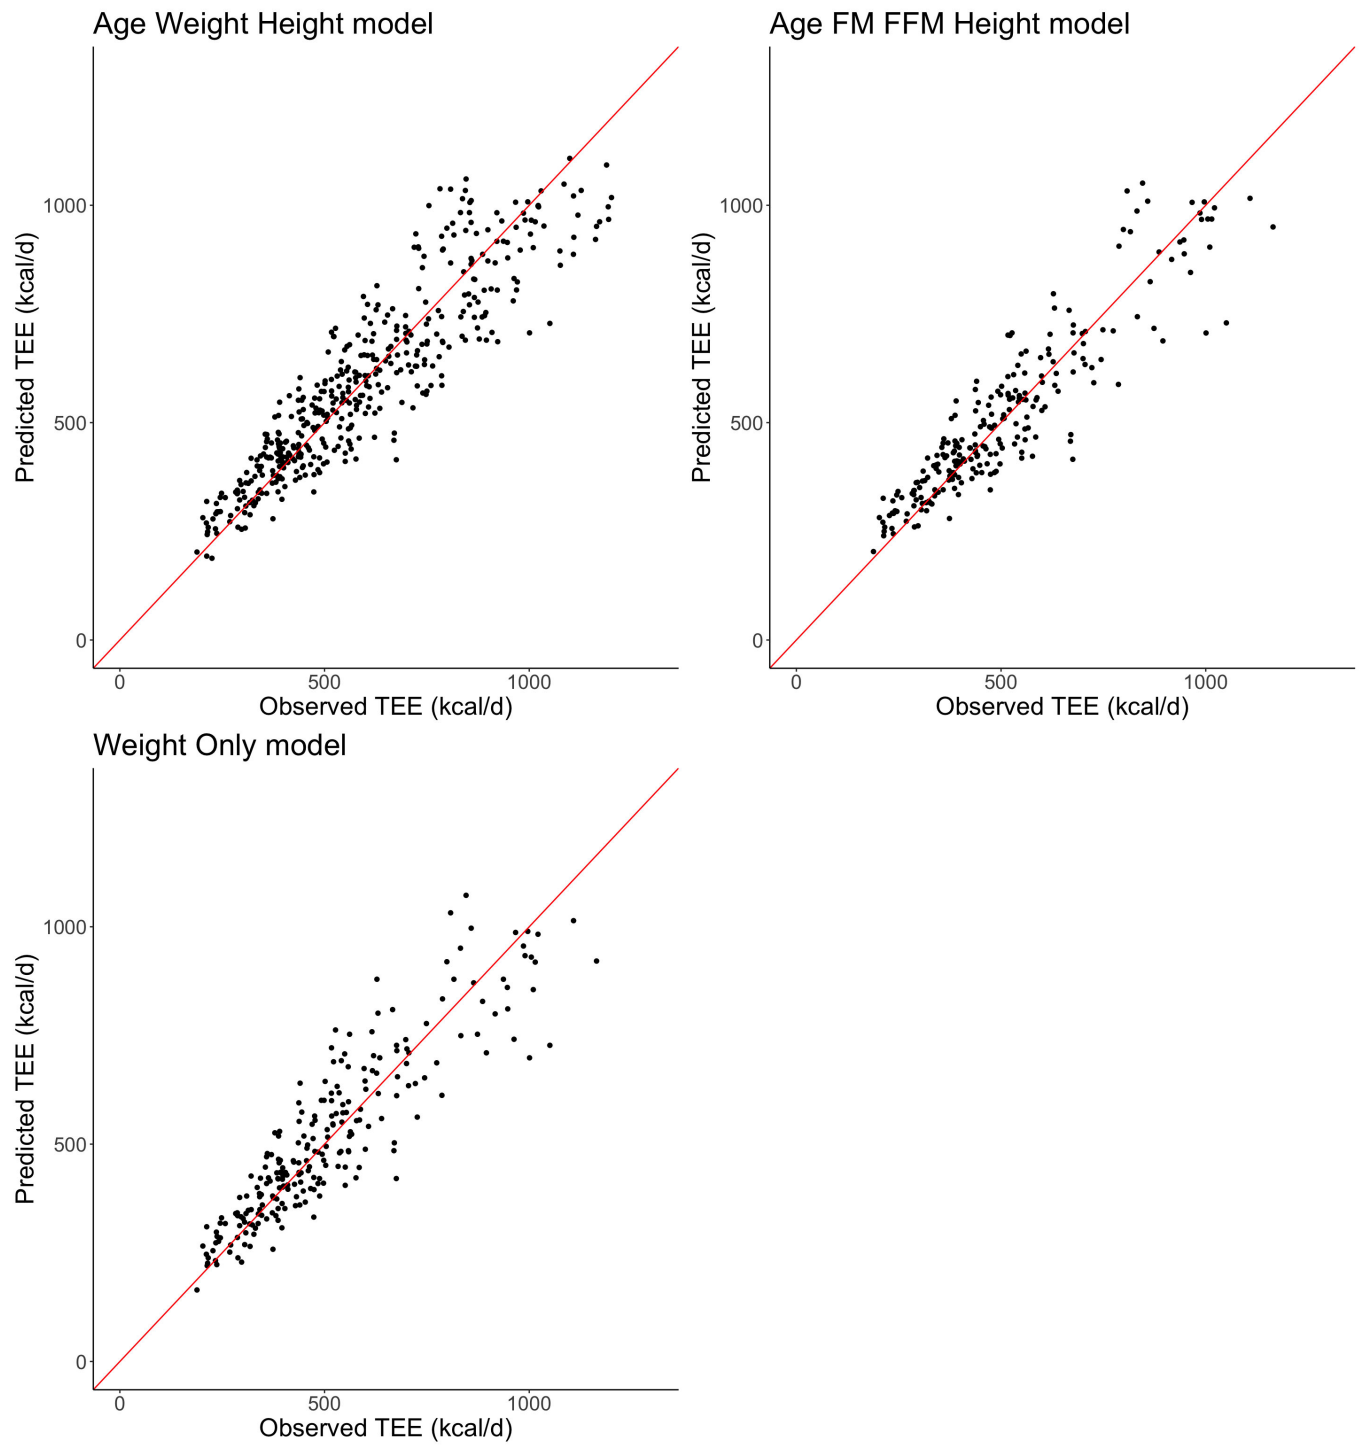 Age Weight Height model
Predicted TEE (kcal/d)
1000
500
0
0 500 1000
Observed TEE (kcal/d)
Age FM FFM Height model
Predicted TEE (kcal/d)
1000
500
0
0 500 1000
Observed TEE (kcal/d)
Weight Only model
Predicted TEE (kcal/d)
1000
500
0
0 500 1000
Observed TEE (kcal/d)